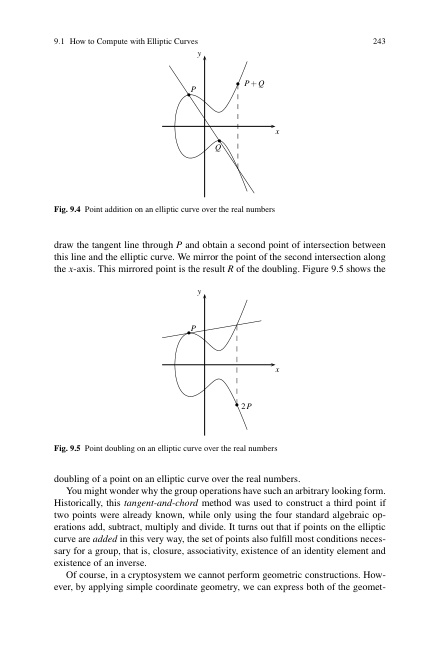 9.1 How to Compute with Elliptic Curves 243
y
P
P + Q
x
Q
Fig. 9.4 Point addition on an elliptic curve over the real numbers
draw the tangent line through P and obtain a second point of intersection between
this line and the elliptic curve. We mirror the point of the second intersection along
the x-axis. This mirrored point is the result R of the doubling. Figure 9.5 shows the
y
P
x
2P
Fig. 9.5 Point doubling on an elliptic curve over the real numbers
doubling of a point on an elliptic curve over the real numbers.
You might wonder why the group operations have such an arbitrary looking form.
Historically, this tangent-and-chord method was used to construct a third point if
two points were already known, while only using the four standard algebraic op-
erations add, subtract, multiply and divide. It turns out that if points on the elliptic
curve are added in this very way, the set of points also fulfill most conditions neces-
sary for a group, that is, closure, associativity, existence of an identity element and
existence of an inverse.
Of course, in a cryptosystem we cannot perform geometric constructions. How-
ever, by applying simple coordinate geometry, we can express both of the geomet-